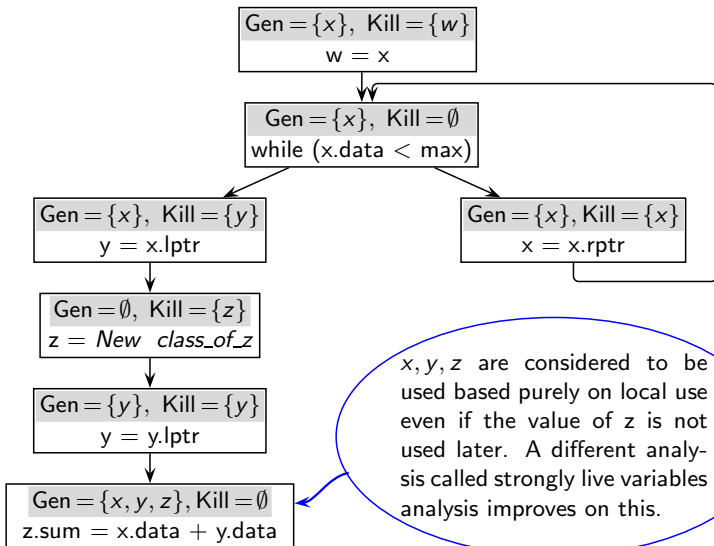 Gen = {x}, Kill = {w}
w = x
Gen = {x}, Kill = ∅
while (x.data < max)
Gen = {x}, Kill = {y}
y = x.lptr
Gen = {x}, Kill = {x}
x = x.rptr
Gen = ∅, Kill = {z}
z = New class_of_z
Gen = {y}, Kill = {y}
y = y.lptr
Gen = {x, y, z}, Kill = ∅
z.sum = x.data + y.data
x, y, z are considered to be
used based purely on local use
even if the value of z is not
used later. A different analy-
sis called strongly live variables
analysis improves on this.